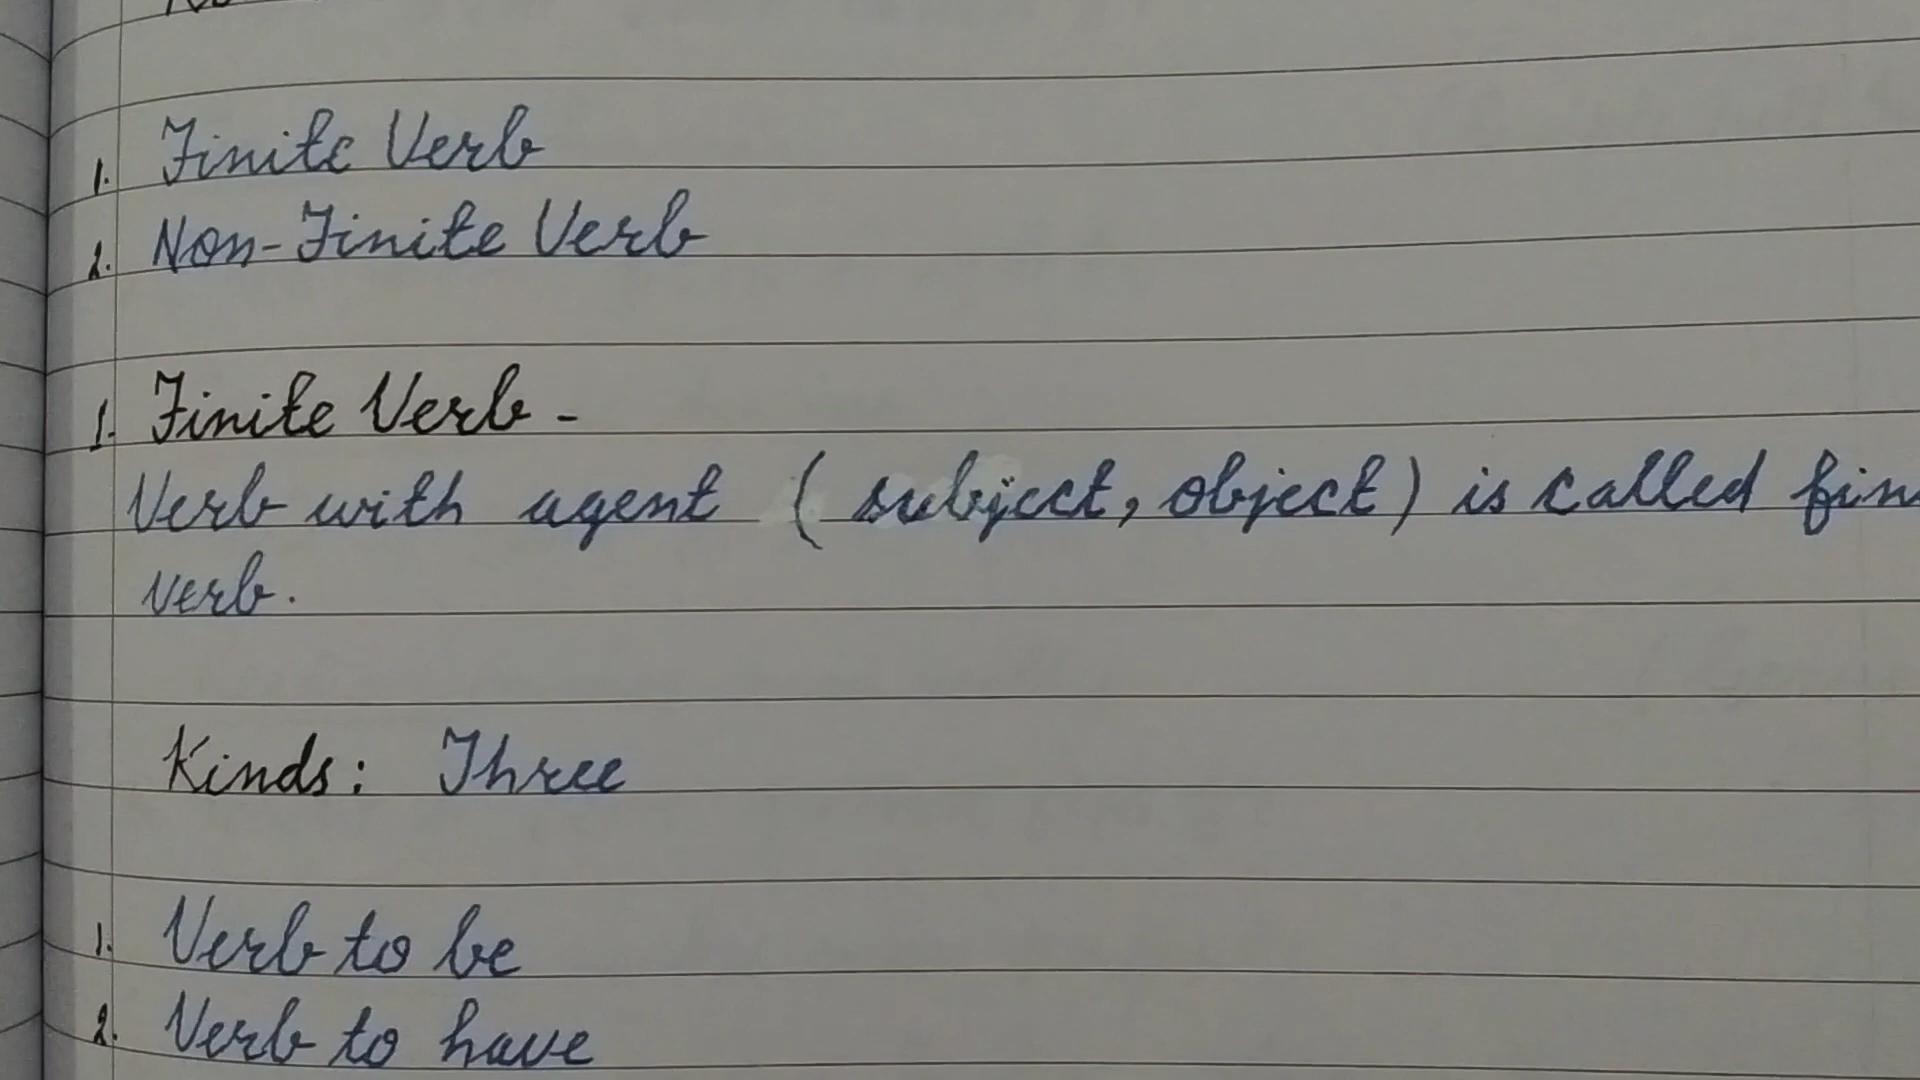 1. Finite Verb
2. Non-Finite Verb
1. Finite Verb -
Verb with agent ( subject, object) is called
verb.
Kinds: Three
1. Verb to be
2. Verb to have